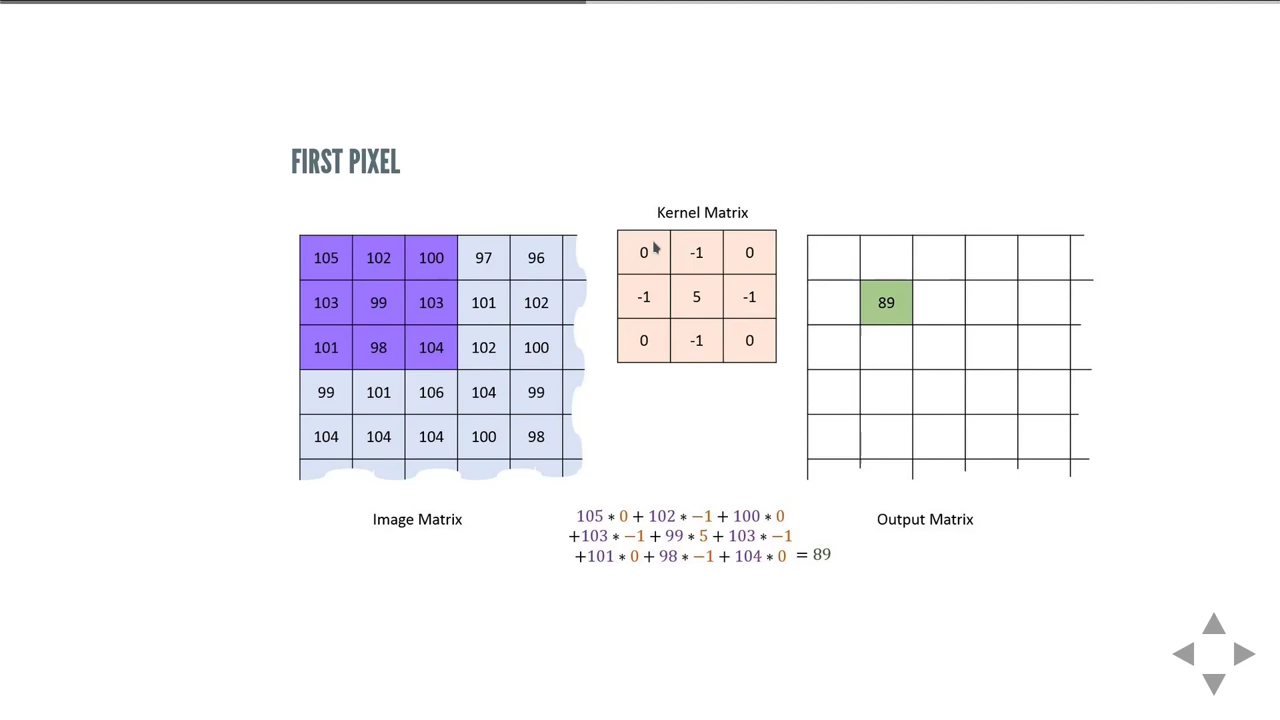 FIRST PIXEL
Kernel Matrix
105 102 100 97 96
103 99 103 101 102
101 98 104 102 100
99 101 106 104 99
104 104 104 100 98
0 -1 0
-1 5 -1
0 -1 0
89
Image Matrix
105 ∗ 0 + 102 ∗ −1 + 100 ∗ 0
+103 ∗ −1 + 99 ∗ 5 + 103 ∗ −1
+101 ∗ 0 + 98 ∗ −1 + 104 ∗ 0 = 89
Output Matrix